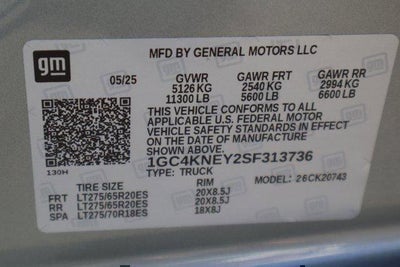 gm
MFD BY GENERAL MOTORS LLC
05/25 GVWR GAWR FRT GAWR RR
5126 KG 2540 KG 2994 KG
11300 LB 5600 LB 6600 LB
THIS VEHICLE CONFORMS TO ALL
APPLICABLE U.S. FEDERAL MOTOR
VEHICLE SAFETY STANDARDS IN EFFECT
ON THE DATE OF MANUFACTURE
SHOWN ABOVE.
1GC4KNEY2SF313736
130H TYPE: TRUCK
TIRE SIZE RIM MODEL: 26CK20743
FRT LT275/65R20ES 20X8.5J
RR LT275/65R20ES 20X8.5J
SPA LT275/70R18ES 18X8J